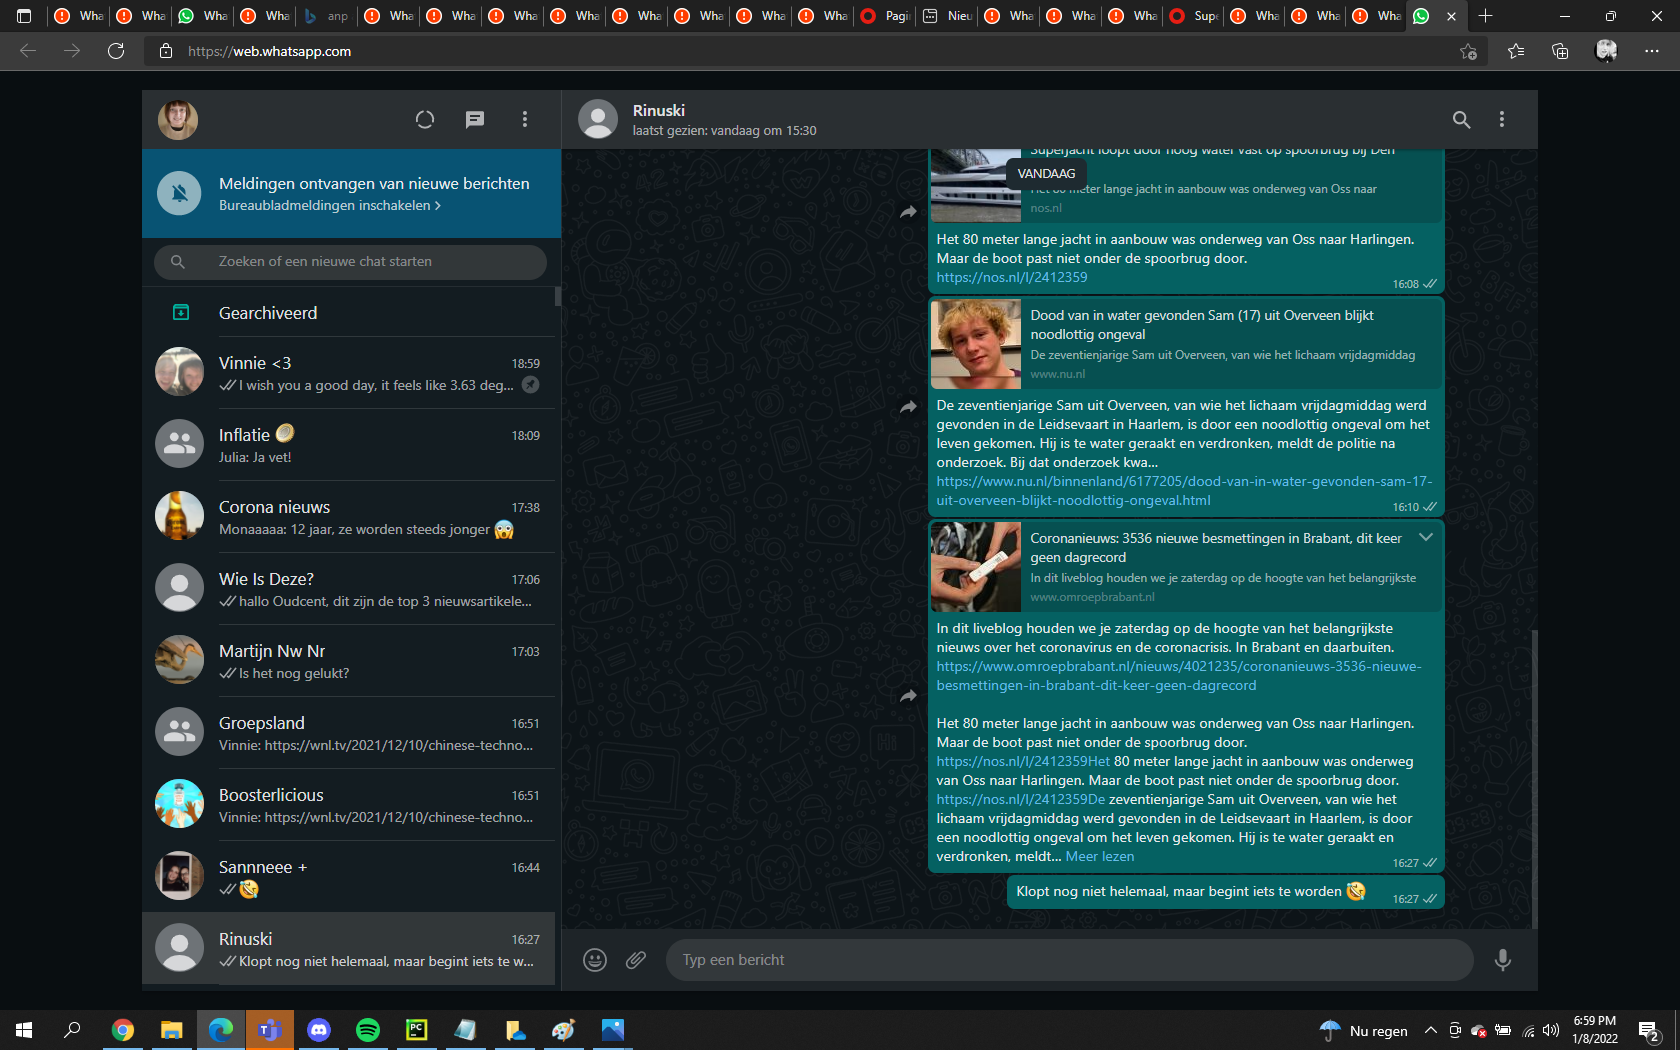 Wha
Wha
Wha
Wha
anp
Wha
Wha
Wha
Wha
Wha
Wha
Wha
Wha
Pagi
Nieu
Wha
Wha
Wha
Supe
Wha
Wha
Wha
https://web.whatsapp.com
Rinuski
laatst gezien: vandaag om 15:30
Meldingen ontvangen van nieuwe berichten
Bureaubladmeldingen inschakelen >
Zoeken of een nieuwe chat starten
Gearchiveerd
Vinnie <3
18:59
I wish you a good day, it feels like 3.63 deg...
Inflatie
18:09
Julia: Ja vet!
Corona nieuws
17:38
Monaaaaa: 12 jaar, ze worden steeds jonger 😱
Wie Is Deze?
17:06
hallo Oudcent, dit zijn de top 3 nieuwsartikele...
Martijn Nw Nr
17:03
Is het nog gelukt?
Groepsland
16:51
Vinnie: https://wnl.tv/2021/12/10/chinese-techno...
Boosterlicious
16:51
Vinnie: https://wnl.tv/2021/12/10/chinese-techno...
Sannneee +
16:44
🤣
Rinuski
16:27
Klopt nog niet helemaal, maar begint iets te w...
Superjacht loopt door hoog water vast op spoorbrug bij Den
VANDAAG
Het 80 meter lange jacht in aanbouw was onderweg van Oss naar
nos.nl
Het 80 meter lange jacht in aanbouw was onderweg van Oss naar Harlingen.
Maar de boot past niet onder de spoorbrug door.
https://nos.nl/l/2412359
16:08
Dood van in water gevonden Sam (17) uit Overveen blijkt
noodlottig ongeval
De zeventienjarige Sam uit Overveen, van wie het lichaam vrijdagmiddag
www.nu.nl
De zeventienjarige Sam uit Overveen, van wie het lichaam vrijdagmiddag werd
gevonden in de Leidsevaart in Haarlem, is door een noodlottig ongeval om het
leven gekomen. Hij is te water geraakt en verdronken, meldt de politie na
onderzoek. Bij dat onderzoek kwa...
https://www.nu.nl/binnenland/6177205/dood-van-in-water-gevonden-sam-17-
uit-overveen-blijkt-noodlottig-ongeval.html
16:10
Coronanieuws: 3536 nieuwe besmettingen in Brabant, dit keer
geen dagrecord
In dit liveblog houden we je zaterdag op de hoogte van het belangrijkste
www.omroepbrabant.nl
In dit liveblog houden we je zaterdag op de hoogte van het belangrijkste
nieuws over het coronavirus en de coronacrisis. In Brabant en daarbuiten.
https://www.omroepbrabant.nl/nieuws/4021235/coronanieuws-3536-nieuwe-
besmettingen-in-brabant-dit-keer-geen-dagrecord
Het 80 meter lange jacht in aanbouw was onderweg van Oss naar Harlingen.
Maar de boot past niet onder de spoorbrug door.
https://nos.nl/l/2412359Het 80 meter lange jacht in aanbouw was onderweg
van Oss naar Harlingen. Maar de boot past niet onder de spoorbrug door.
https://nos.nl/l/2412359De zeventienjarige Sam uit Overveen, van wie het
lichaam vrijdagmiddag werd gevonden in de Leidsevaart in Haarlem, is door
een noodlottig ongeval om het leven gekomen. Hij is te water geraakt en
verdronken, meldt... Meer lezen
16:27
Klopt nog niet helemaal, maar begint iets te worden 🤣
16:27
Typ een bericht
Nu regen
6:59 PM
1/8/2022
2